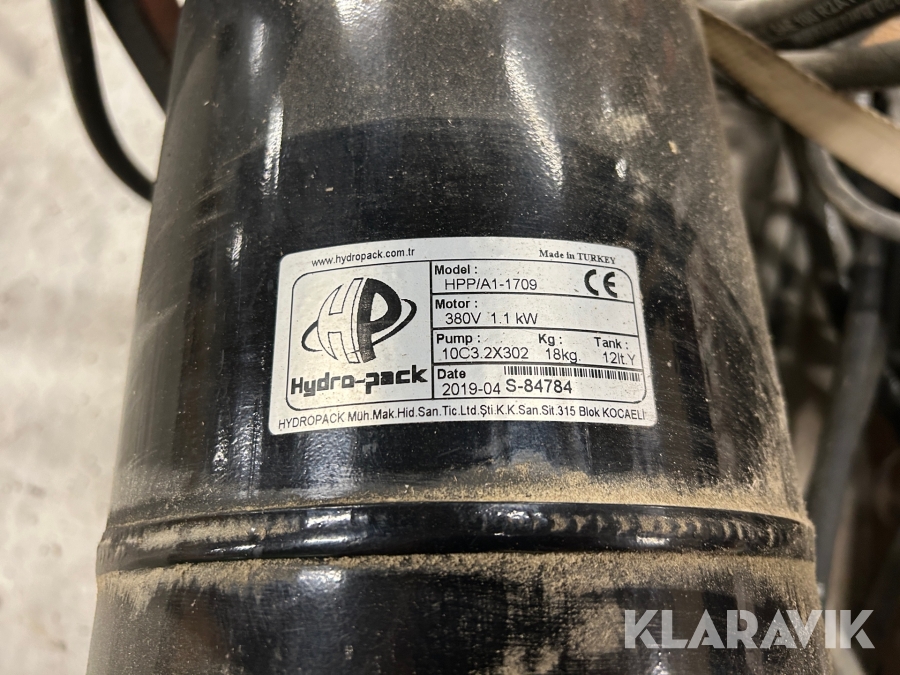 www.hydropack.com.tr
Made in TURKEY
HP
Hydro-pack
Model :
HPP/A1-1709
CE
Motor :
380V 1.1 kW
Pump : Kg : Tank :
10C3.2X302 18kg. 12lt.Y
Date
2019-04 S-84784
HYDROPACK Müh.Mak.Hid.San.Tic.Ltd.Şti.K.K.San.Sit.315 Blok KOCAELİ
KLARAVIK